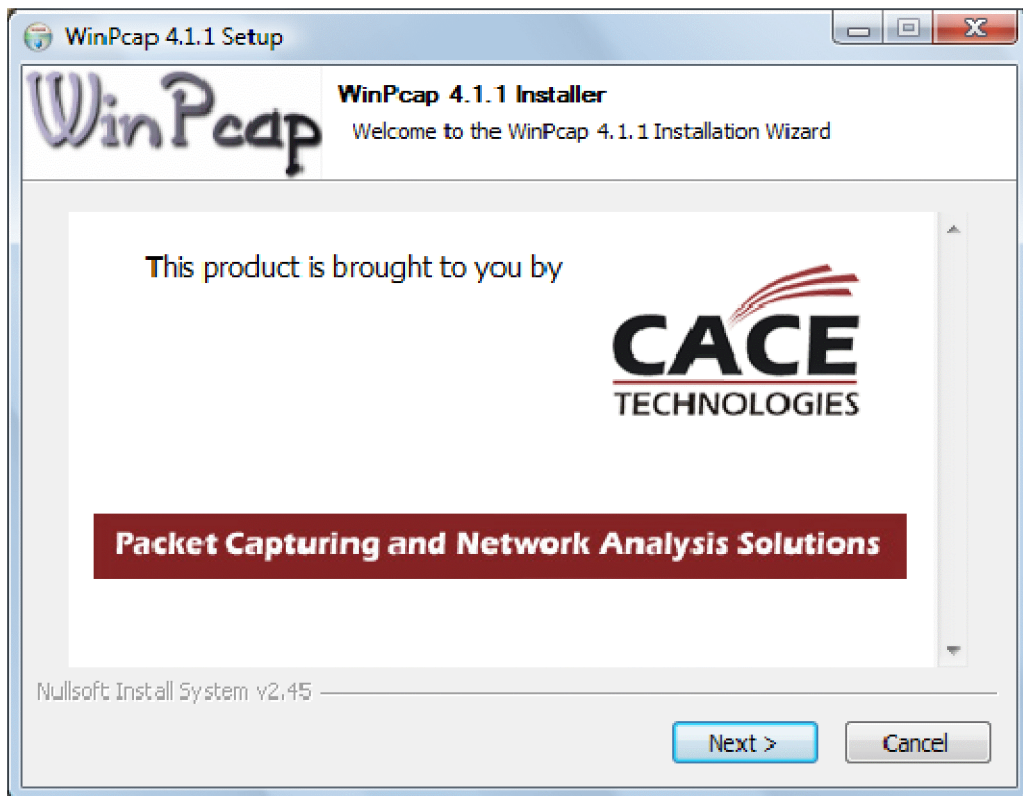 WinPcap 4.1.1 Setup
WinPcap
WinPcap 4.1.1 Installer
Welcome to the WinPcap 4.1.1 Installation Wizard
This product is brought to you by
CACE
TECHNOLOGIES
Packet Capturing and Network Analysis Solutions
Nullsoft Install System v2.45
Next >
Cancel